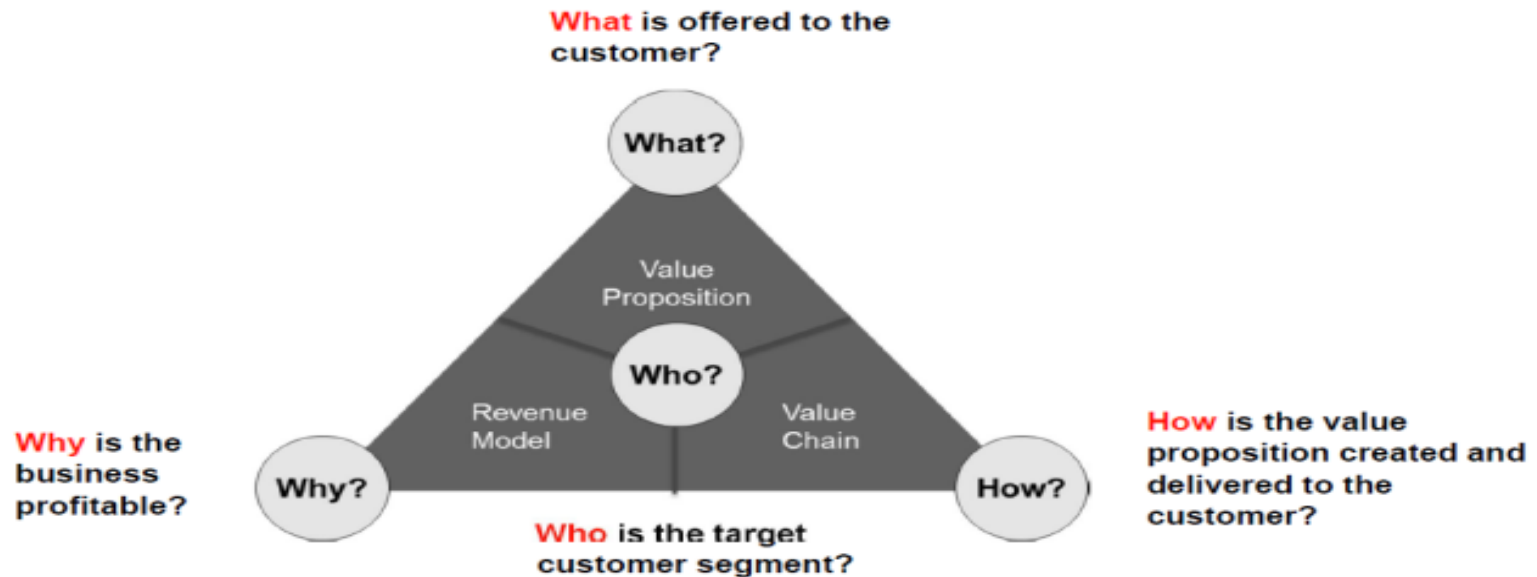 What is offered to the
customer?
What?
Value
Proposition
Who?
Revenue
Model
Value
Chain
Why is the
business
profitable?
Why?
How?
How is the value
proposition created and
delivered to the
customer?
Who is the target
customer segment?